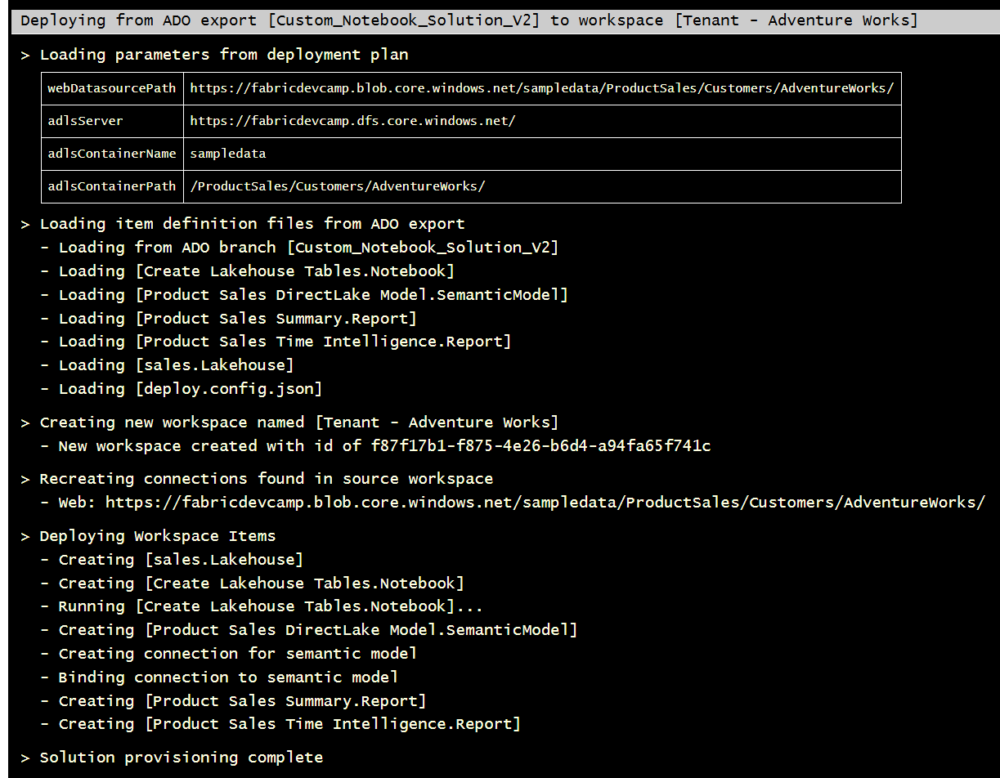 Deploying from ADO export [Custom_Notebook_Solution_V2] to workspace [Tenant - Adventure Works]
> Loading parameters from deployment plan
webDatasourcePath https://fabricdevcamp.blob.core.windows.net/sampledata/ProductSales/Customers/AdventureWorks/
adlsServer https://fabricdevcamp.dfs.core.windows.net/
adlsContainerName sampledata
adlsContainerPath /ProductSales/Customers/AdventureWorks/
> Loading item definition files from ADO export
- Loading from ADO branch [Custom_Notebook_Solution_V2]
- Loading [Create Lakehouse Tables.Notebook]
- Loading [Product Sales DirectLake Model.SemanticModel]
- Loading [Product Sales Summary.Report]
- Loading [Product Sales Time Intelligence.Report]
- Loading [sales.Lakehouse]
- Loading [deploy.config.json]
> Creating new workspace named [Tenant - Adventure Works]
- New workspace created with id of f87f17b1-f875-4e26-b6d4-a94fa65f741c
> Recreating connections found in source workspace
- Web: https://fabricdevcamp.blob.core.windows.net/sampledata/ProductSales/Customers/AdventureWorks/
> Deploying Workspace Items
- Creating [sales.Lakehouse]
- Creating [Create Lakehouse Tables.Notebook]
- Running [Create Lakehouse Tables.Notebook]...
- Creating [Product Sales DirectLake Model.SemanticModel]
- Creating connection for semantic model
- Binding connection to semantic model
- Creating [Product Sales Summary.Report]
- Creating [Product Sales Time Intelligence.Report]
> Solution provisioning complete